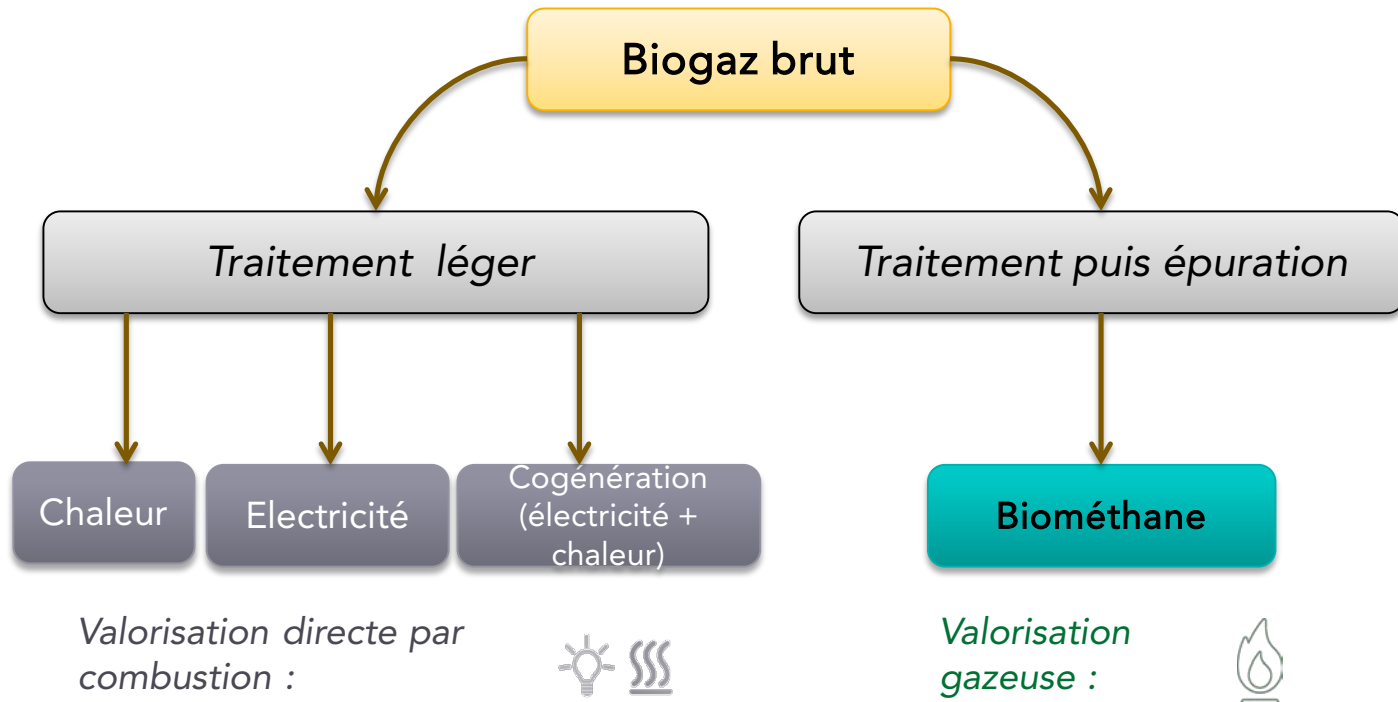 Biogaz brut
Traitement léger
Traitement puis épuration
Chaleur
Electricité
Cogénération
(électricité +
chaleur)
Biométhane
Valorisation directe par
combustion :
Valorisation
gazeuse :